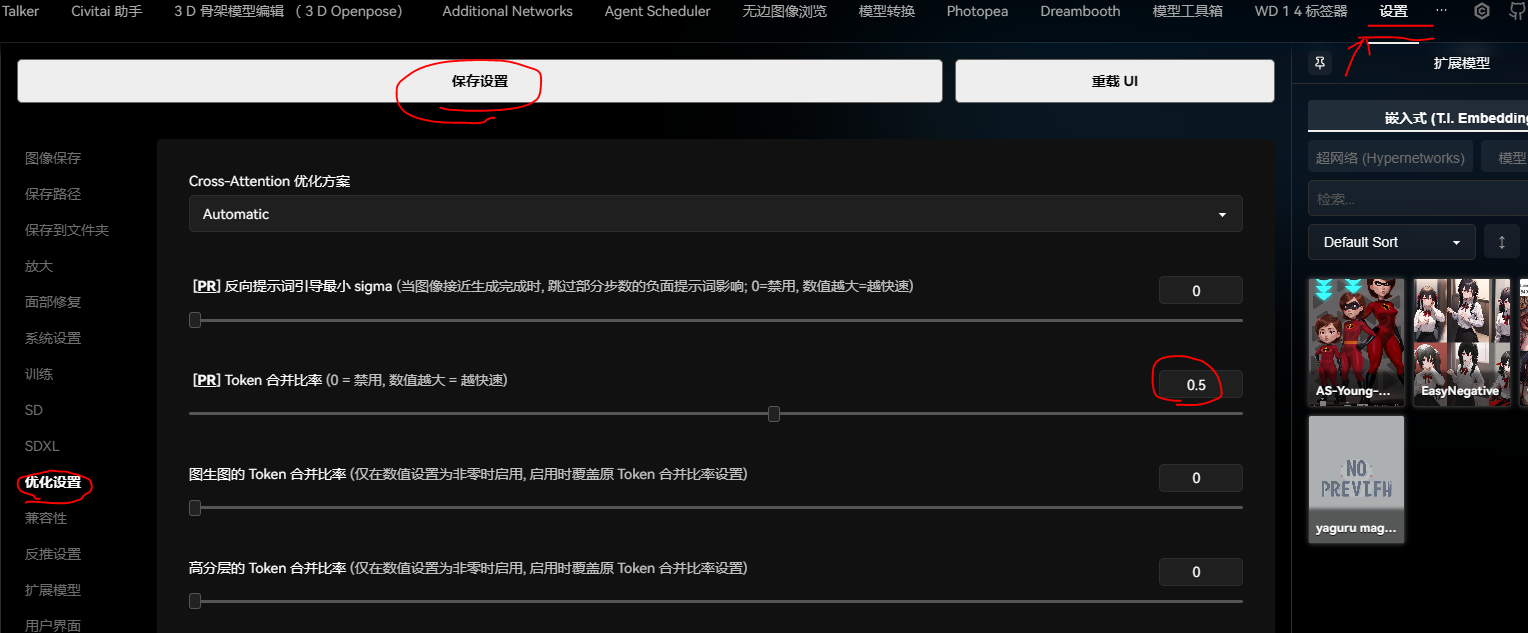 Talker Civitai 助手 3 D 骨架模型编辑 （ 3 D Openpose） Additional Networks Agent Scheduler 无边图像浏览 模型转换 Photopea Dreambooth 模型工具箱 WD 1 4 标签器 设置 ...
保存设置 重载 UI
图像保存
保存路径
保存到文件夹
放大
面部修复
系统设置
训练
SD
SDXL
优化设置
兼容性
反推设置
扩展模型
用户界面
Cross-Attention 优化方案
Automatic
[PR] 反向提示词引导最小 sigma (当图像接近生成完成时, 跳过部分步数的负面提示词影响; 0=禁用, 数值越大=越快速)
0
[PR] Token 合并比率 (0 = 禁用, 数值越大 = 越快速)
0.5
图生图的 Token 合并比率 (仅在数值设置为非零时启用, 启用时覆盖原 Token 合并比率设置)
0
高分层的 Token 合并比率 (仅在数值设置为非零时启用, 启用时覆盖原 Token 合并比率设置)
0
扩展模型
嵌入式 (T.I. Embedding
超网络 (Hypernetworks) 模型
检索...
Default Sort
AS-Young-... EasyNegative
NO
yaguru mag...